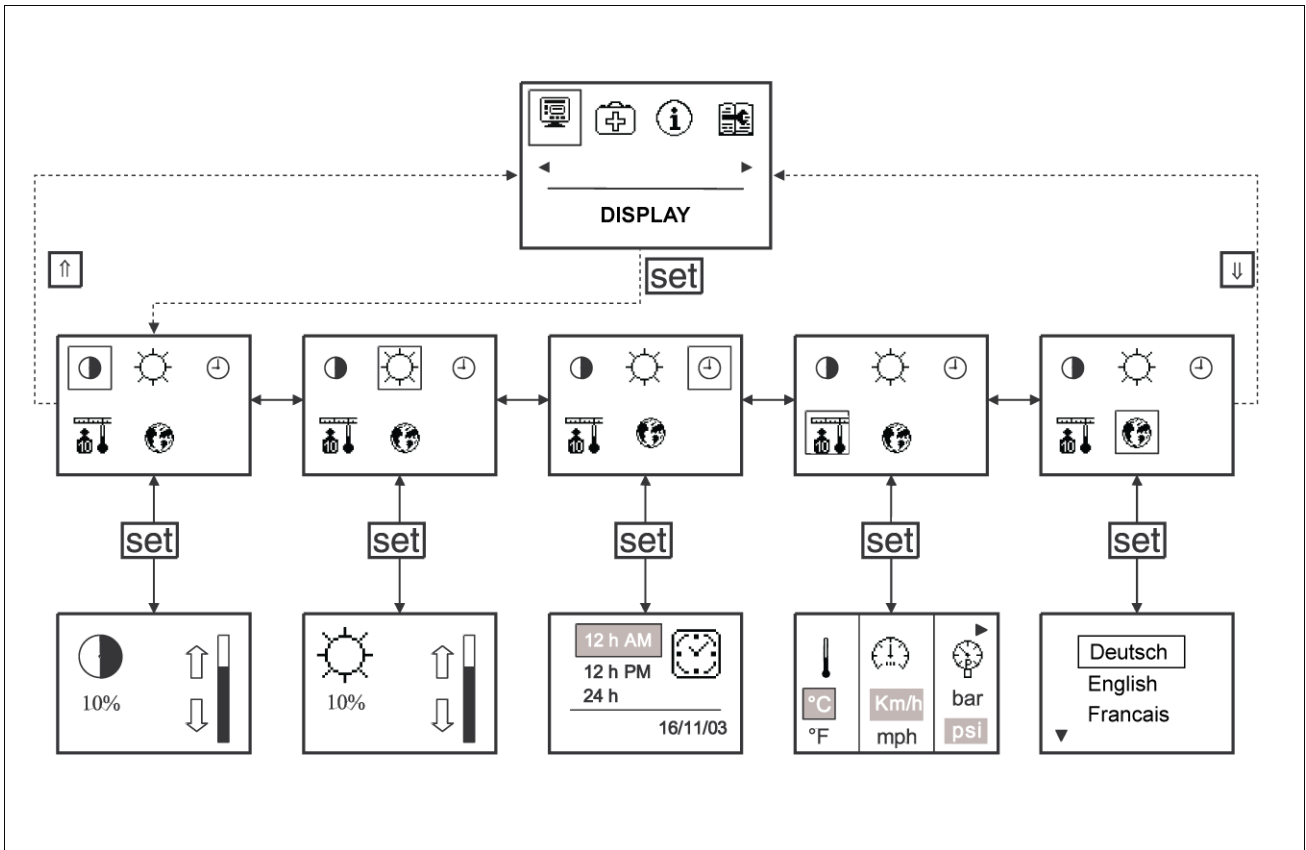 DISPLAY
set
set
set
set
set
set
10%
10%
12 h AM
12 h PM
24 h
16/11/03
°C
°F
Km/h
mph
bar
psi
Deutsch
English
Francais